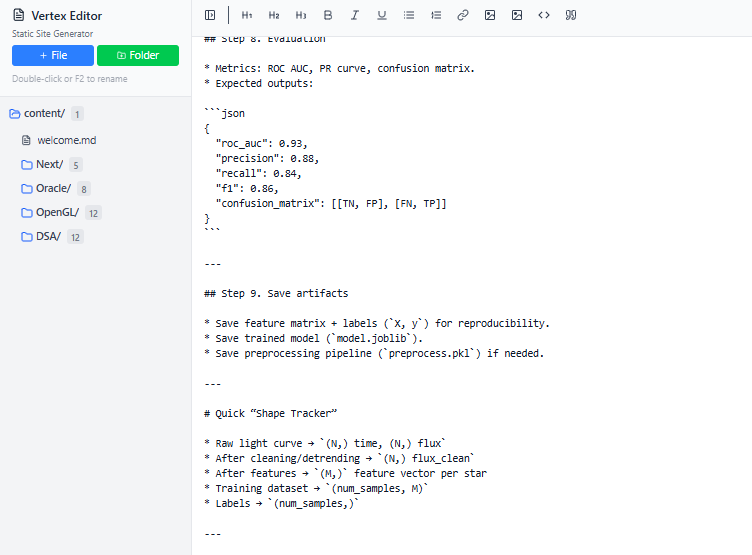 Vertex Editor
Static Site Generator
+ File
Folder
Double-click or F2 to rename
content/ 1
welcome.md
Next/ 5
Oracle/ 8
OpenGL/ 12
DSA/ 12
H1 H2 H3 B I U
## Step 8. Evaluation
* Metrics: ROC AUC, PR curve, confusion matrix.
* Expected outputs:
```json
{
"roc_auc": 0.93,
"precision": 0.88,
"recall": 0.84,
"f1": 0.86,
"confusion_matrix": [[TN, FP], [FN, TP]]
}
```
---
## Step 9. Save artifacts
* Save feature matrix + labels (`X, y`) for reproducibility.
* Save trained model (`model.joblib`).
* Save preprocessing pipeline (`preprocess.pkl`) if needed.
---
# Quick “Shape Tracker”
* Raw light curve → `(N,) time, (N,) flux`
* After cleaning/detrending → `(N,) flux_clean`
* After features → `(M,)` feature vector per star
* Training dataset → `(num_samples, M)`
* Labels → `(num_samples,)`
---